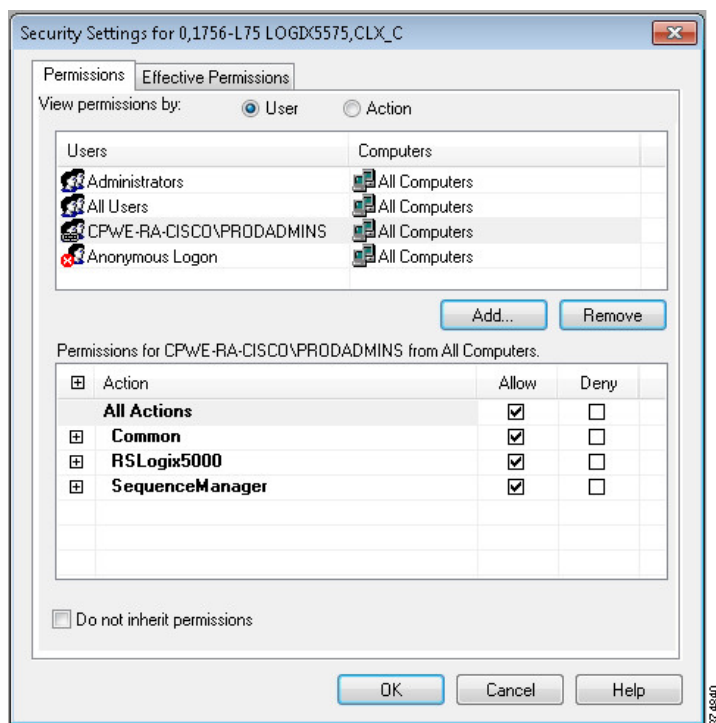 Security Settings for 0,1756-L75 LOGIX5575,CLX_C
Permissions Effective Permissions
View permissions by: User Action
Users Computers
Administrators All Computers
All Users All Computers
CPWE-RA-CISCO\PRODADMINS All Computers
Anonymous Logon All Computers
Add... Remove
Permissions for CPWE-RA-CISCO\PRODADMINS from All Computers.
Action Allow Deny
All Actions
Common
RSLogix5000
SequenceManager
Do not inherit permissions
OK Cancel Help